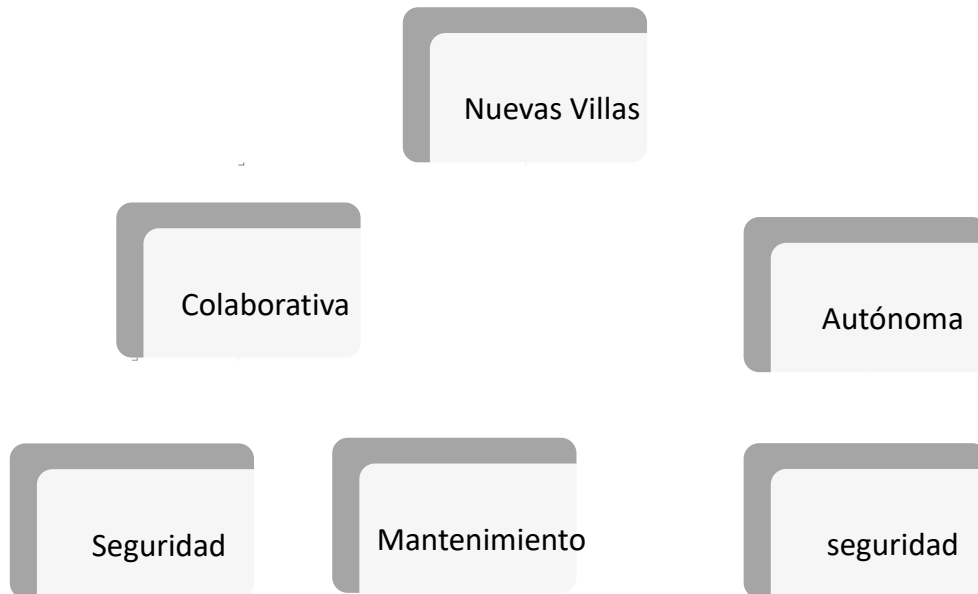 Nuevas Villas
Colaborativa
Autónoma
Seguridad
Mantenimiento
seguridad